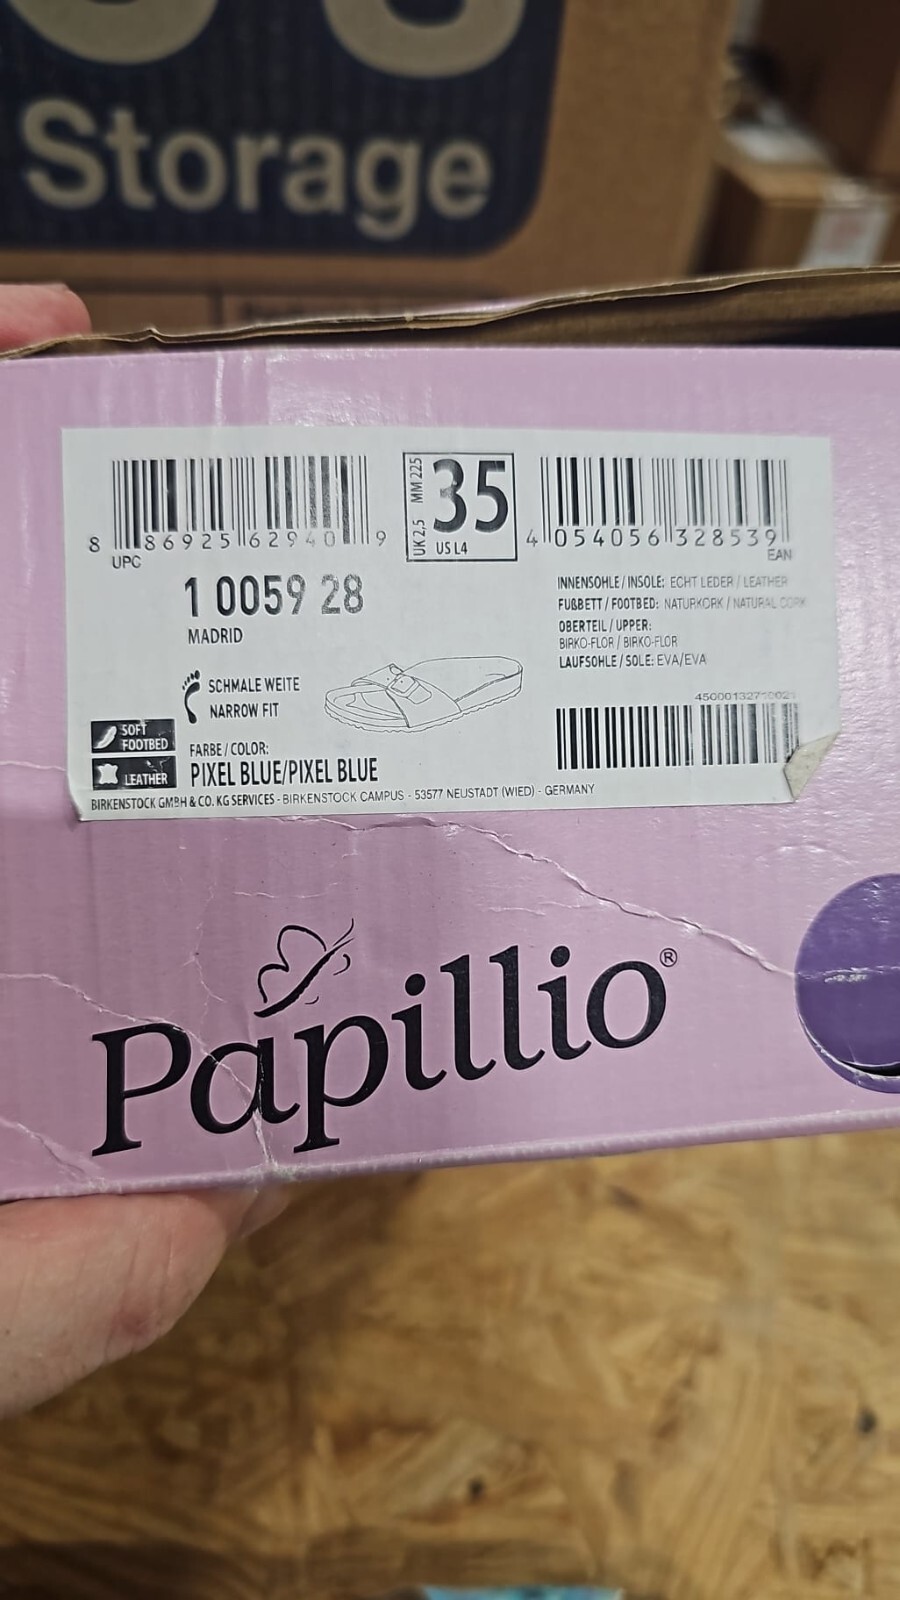 Storage
8 86925 62940 9
UPC
MM 225
UK 2,5
35
US L4
4 054056 328539
EAN
1 0059 28
MADRID
INNENSOHLE / INSOLE: ECHT LEDER / LEATHER
FUßBETT / FOOTBED: NATURKORK / NATURAL CORK
OBERTEIL / UPPER:
BIRKO-FLOR / BIRKO-FLOR
LAUFSOHLE / SOLE: EVA/EVA
SCHMALE WEITE
NARROW FIT
SOFT
FOOTBED
LEATHER
FARBE / COLOR:
PIXEL BLUE/PIXEL BLUE
BIRKENSTOCK GMBH & CO. KG SERVICES - BIRKENSTOCK CAMPUS - 53577 NEUSTADT (WIED) - GERMANY
Papillio®